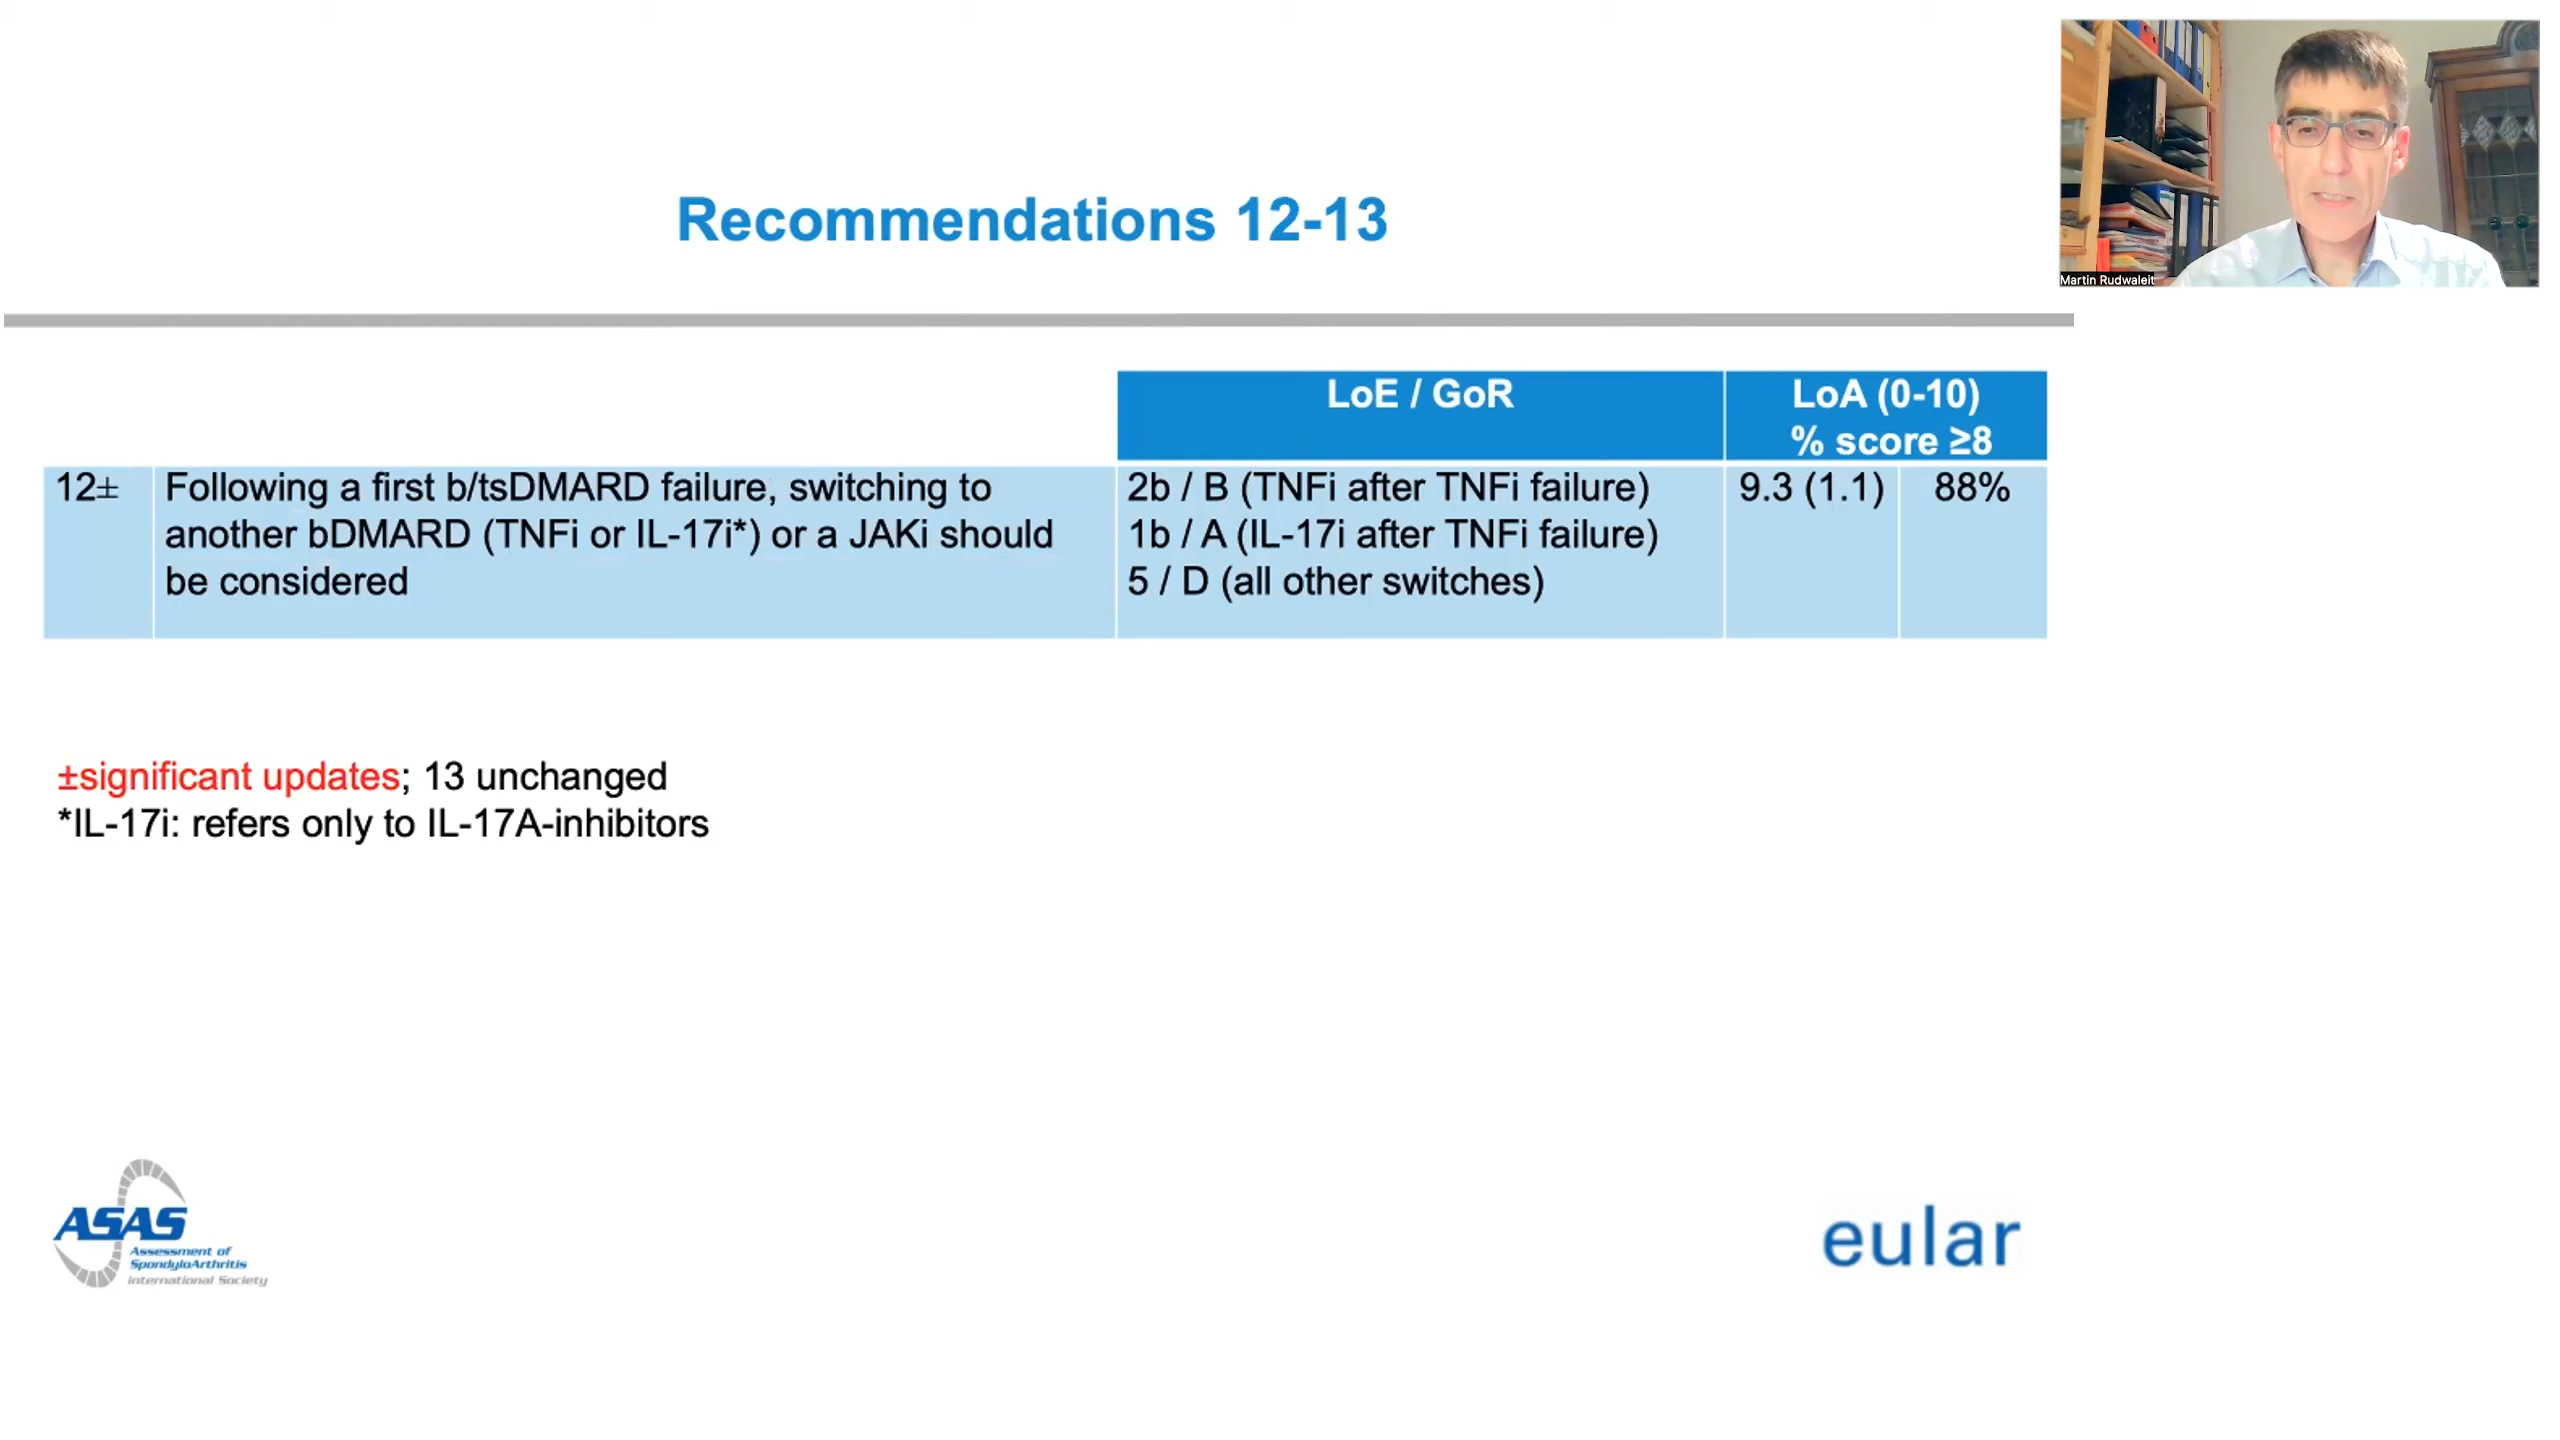 Recommendations 12-13
Martin Rudwaleit
LoE / GoR
LoA (0-10)
% score ≥8
12±
Following a first b/tsDMARD failure, switching to
another bDMARD (TNFi or IL-17i*) or a JAKi should
be considered
2b / B (TNFi after TNFi failure)
1b / A (IL-17i after TNFi failure)
5 / D (all other switches)
9.3 (1.1)
88%
±significant updates; 13 unchanged
*IL-17i: refers only to IL-17A-inhibitors
ASAS
Assessment of
SpondyloArthritis
international Society
eular